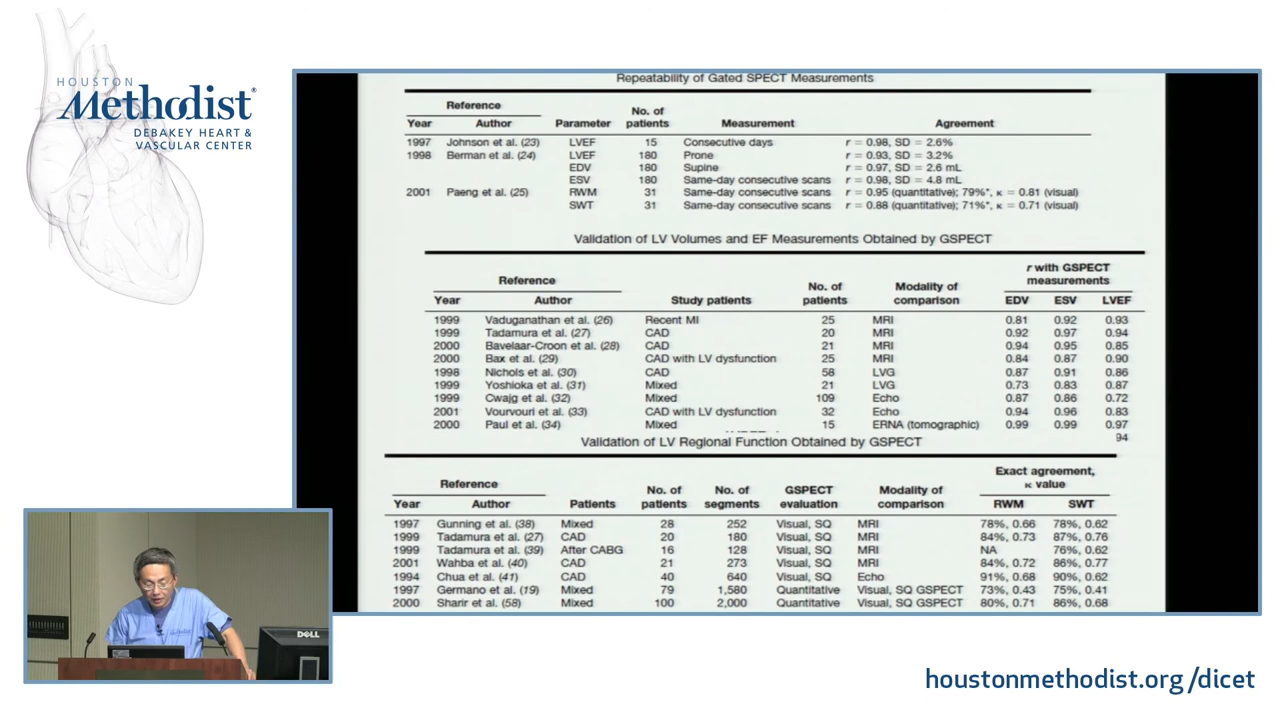 HOUSTON
Methodist®
DEBAKEY HEART &
VASCULAR CENTER
Repeatability of Gated SPECT Measurements
Reference
Year Author Parameter No. of patients Measurement Agreement
1997 Johnson et al. (23) LVEF 15 Consecutive days r = 0.98, SD = 2.6%
1998 Berman et al. (24) LVEF 180 Prone r = 0.93, SD = 3.2%
EDV 180 Supine r = 0.97, SD = 2.6 mL
ESV 180 Same-day consecutive scans r = 0.98, SD = 4.8 mL
2001 Paeng et al. (25) RWM 31 Same-day consecutive scans r = 0.95 (quantitative); 79%*, κ = 0.81 (visual)
SWT 31 Same-day consecutive scans r = 0.88 (quantitative); 71%*, κ = 0.71 (visual)
Validation of LV Volumes and EF Measurements Obtained by GSPECT
r with GSPECT
Reference measurements
Year Author Study patients No. of patients Modality of comparison EDV ESV LVEF
1999 Vaduganathan et al. (26) Recent MI 25 MRI 0.81 0.92 0.93
1999 Tadamura et al. (27) CAD 20 MRI 0.92 0.97 0.94
2000 Bavelaar-Croon et al. (28) CAD 21 MRI 0.94 0.95 0.85
2000 Bax et al. (29) CAD with LV dysfunction 25 MRI 0.84 0.87 0.90
1998 Nichols et al. (30) CAD 58 LVG 0.87 0.91 0.86
1999 Yoshioka et al. (31) Mixed 21 LVG 0.73 0.83 0.87
1999 Cwajg et al. (32) Mixed 109 Echo 0.87 0.86 0.72
2001 Vourvouri et al. (33) CAD with LV dysfunction 32 Echo 0.94 0.96 0.83
2000 Paul et al. (34) Mixed 15 ERNA (tomographic) 0.99 0.99 0.97
94
Validation of LV Regional Function Obtained by GSPECT
Exact agreement,
Reference κ value
Year Author Patients No. of patients No. of segments GSPECT evaluation Modality of comparison RWM SWT
1997 Gunning et al. (38) Mixed 28 252 Visual, SQ MRI 78%, 0.66 78%, 0.62
1999 Tadamura et al. (27) CAD 20 180 Visual, SQ MRI 84%, 0.73 87%, 0.76
1999 Tadamura et al. (39) After CABG 16 128 Visual, SQ MRI NA 76%, 0.62
2001 Wahba et al. (40) CAD 21 273 Visual, SQ MRI 84%, 0.72 86%, 0.77
1994 Chua et al. (41) CAD 40 640 Visual, SQ Echo 91%, 0.68 90%, 0.62
1997 Germano et al. (19) Mixed 79 1,580 Quantitative Visual, SQ GSPECT 73%, 0.43 75%, 0.41
2000 Sharir et al. (58) Mixed 100 2,000 Quantitative Visual, SQ GSPECT 80%, 0.71 86%, 0.68
Methodist
DELL
houstonmethodist.org/dicet